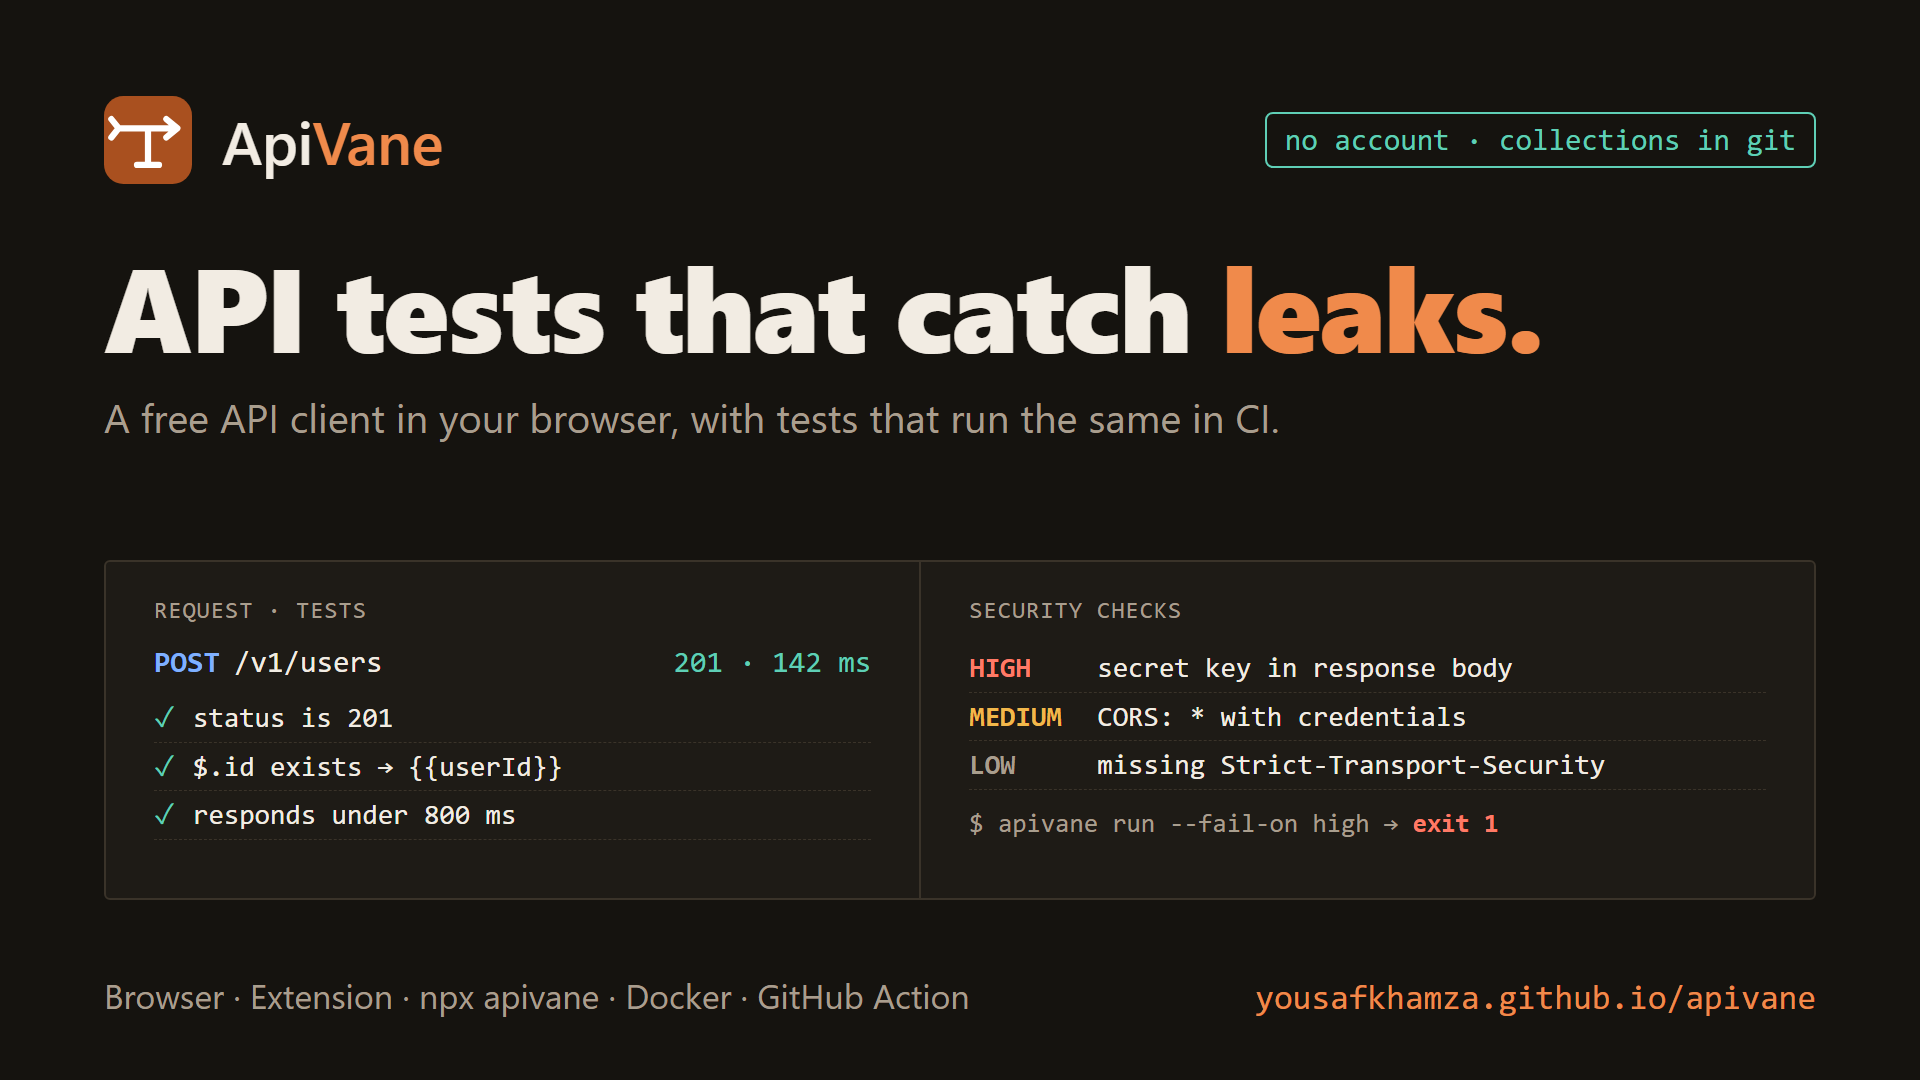 ApiVane
no account · collections in git
API tests that catch leaks.
A free API client in your browser, with tests that run the same in CI.
REQUEST · TESTS
POST /v1/users 201 · 142 ms
✓ status is 201
✓ $.id exists → {{userId}}
✓ responds under 800 ms
SECURITY CHECKS
HIGH secret key in response body
MEDIUM CORS: * with credentials
LOW missing Strict-Transport-Security
$ apivane run --fail-on high → exit 1
Browser · Extension · npx apivane · Docker · GitHub Action
yousafkhamza.github.io/apivane